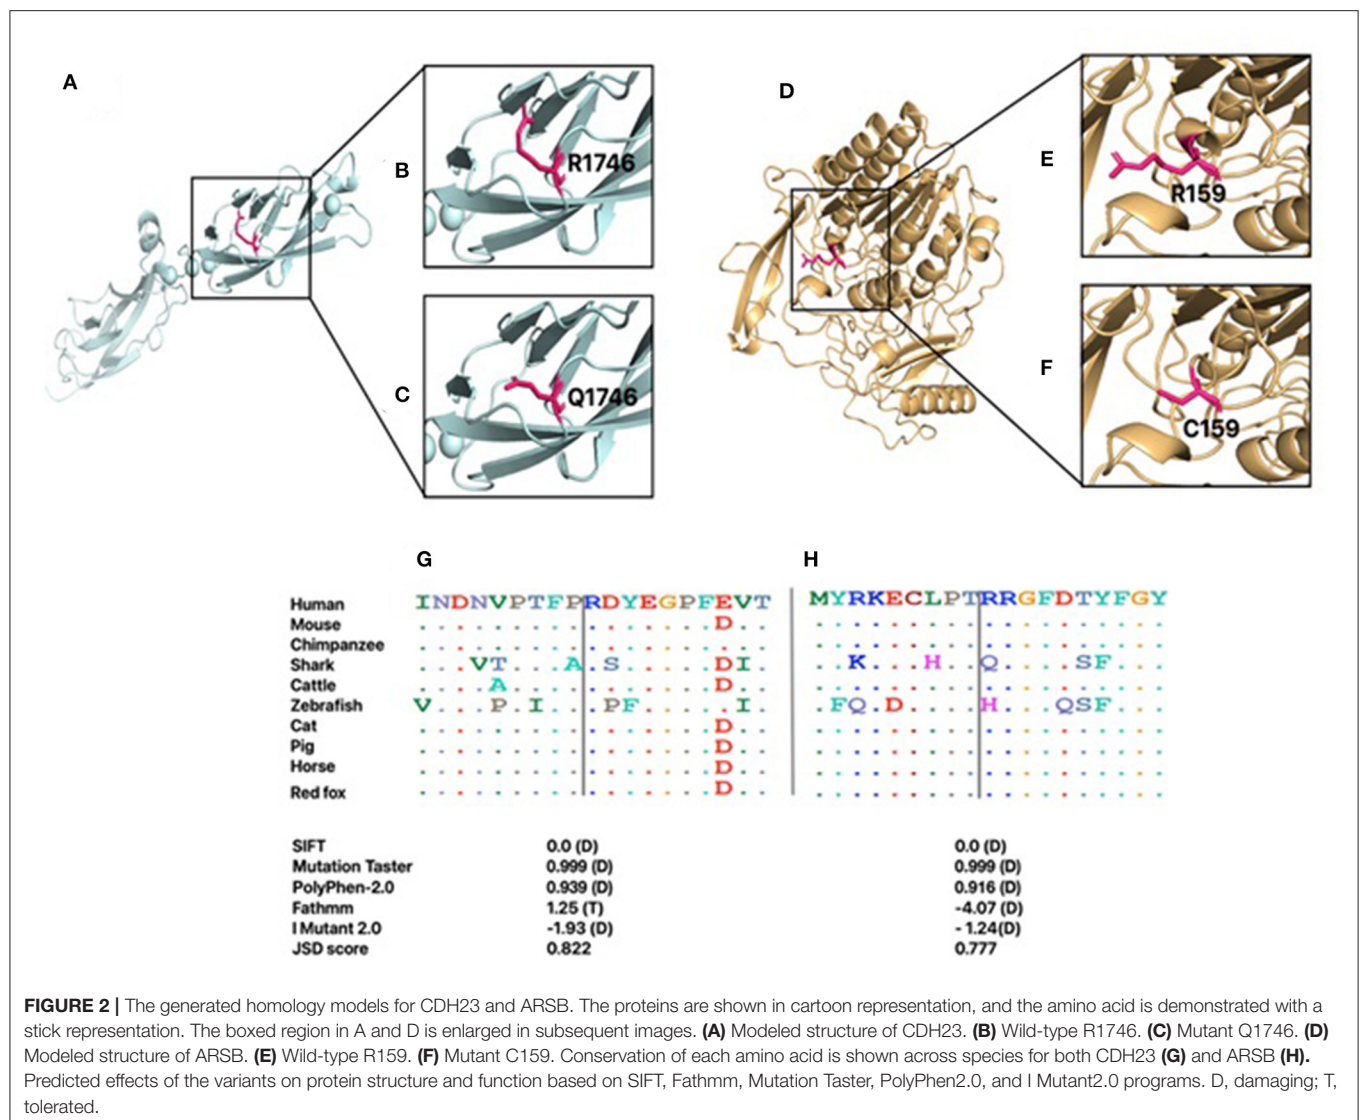 A
B
R1746
C
Q1746
D
E
R159
F
C159
G
H
Human INDNVPTFPRDYEGPFEVT MYRKECLPTRRGFDTYFGY
Mouse . . . . . . . . . . . . . . . . D . . . . . . . . . . . . . . . . . . . . .
Chimpanzee . . . . . . . . . . . . . . . . . . . . . . . . . . . . . . . . . . . . .
Shark . . . V T . . . A . S . . . . . D I . . . K . . . H . . Q . . . . S F . . .
Cattle . . . . A . . . . . . . . . . . D . . . . . . . . . . . . . . . . . . . . .
Zebrafish V . . . P . I . . . P F . . . . . I . . F Q . D . . . . H . . . Q S F . . .
Cat . . . . . . . . . . . . . . . . D . . . . . . . . . . . . . . . . . . . . .
Pig . . . . . . . . . . . . . . . . D . . . . . . . . . . . . . . . . . . . . .
Horse . . . . . . . . . . . . . . . . D . . . . . . . . . . . . . . . . . . . . .
Red fox . . . . . . . . . . . . . . . . D . . . . . . . . . . . . . . . . . . . . .
SIFT 0.0 (D) 0.0 (D)
Mutation Taster 0.999 (D) 0.999 (D)
PolyPhen-2.0 0.939 (D) 0.916 (D)
Fathmm 1.25 (T) -4.07 (D)
I Mutant 2.0 -1.93 (D) - 1.24(D)
JSD score 0.822 0.777
FIGURE 2 | The generated homology models for CDH23 and ARSB. The proteins are shown in cartoon representation, and the amino acid is demonstrated with a
stick representation. The boxed region in A and D is enlarged in subsequent images. (A) Modeled structure of CDH23. (B) Wild-type R1746. (C) Mutant Q1746. (D)
Modeled structure of ARSB. (E) Wild-type R159. (F) Mutant C159. Conservation of each amino acid is shown across species for both CDH23 (G) and ARSB (H).
Predicted effects of the variants on protein structure and function based on SIFT, Fathmm, Mutation Taster, PolyPhen2.0, and I Mutant2.0 programs. D, damaging; T,
tolerated.